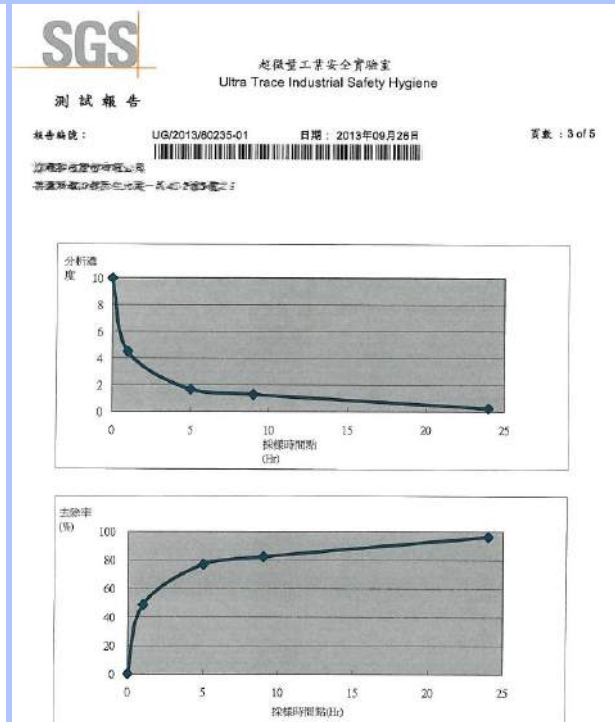 SGS
超微量工業安全實驗室
Ultra Trace Industrial Safety Hygiene
測試報告
報告編號： UG/2013/80235-01 日期： 2013年09月26日 頁數：3 of 5
分析濃
度
10
8
6
4
2
0
0 5 10 15 20 25
採樣時間點
(Hr)
去除率
(%)
100
80
60
40
20
0
0 5 10 15 20 25
採樣時間點(Hr)